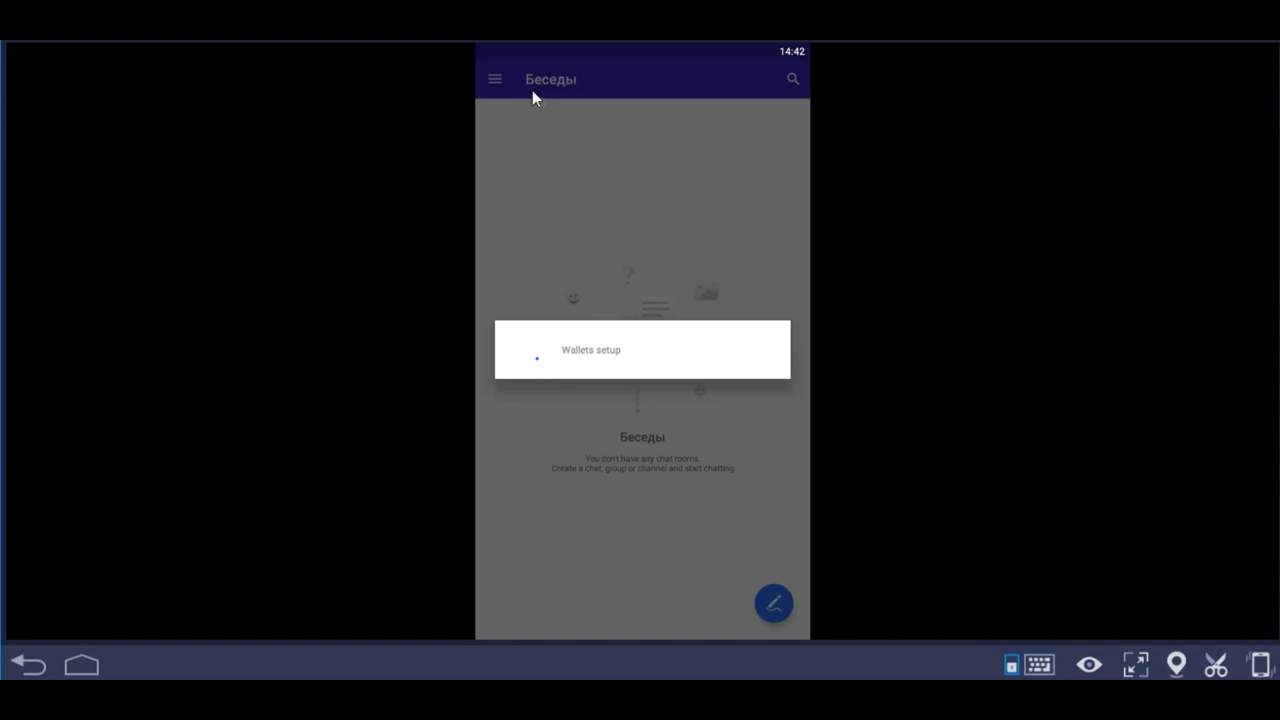 14:42
Беседы
Wallets setup
Беседы
You don't have any chat rooms.
Create a chat, group or channel and start chatting